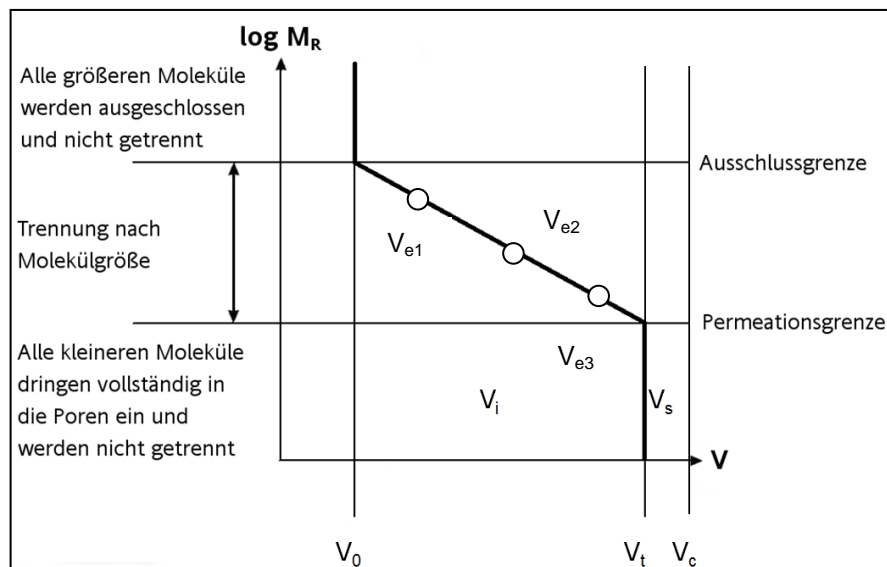 log M_R
Alle größeren Moleküle
werden ausgeschlossen
und nicht getrennt
Ausschlussgrenze
Trennung nach
Molekülgröße
V_e1
V_e2
Permeationsgrenze
Alle kleineren Moleküle
dringen vollständig in
die Poren ein und
werden nicht getrennt
V_e3
V_i
V_s
V
V_0
V_t
V_c